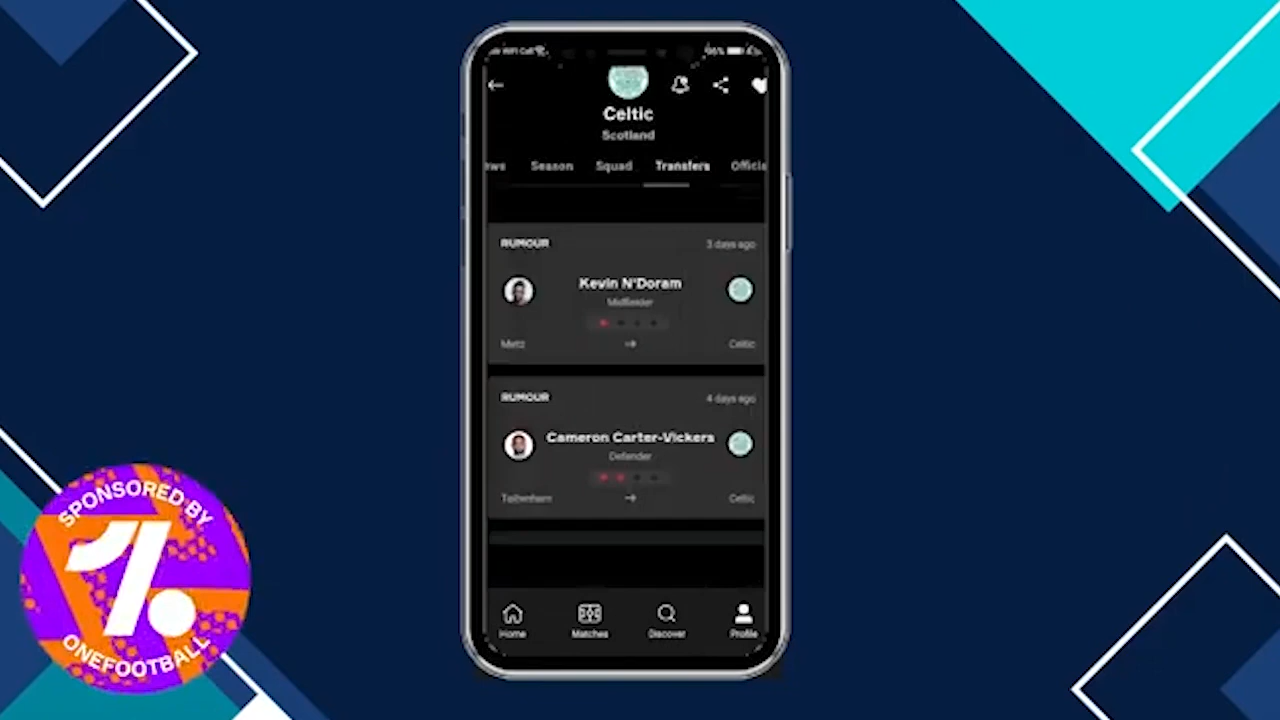 Celtic
Scotland
Season Squad Transfers
RUMOUR 3 days ago
Kevin N'Doram
Midfielder
Metz → Celtic
RUMOUR 4 days ago
Cameron Carter-Vickers
Defender
Tottenham → Celtic
Home Matches Discover Profile
SPONSORED BY
ONEFOOTBALL